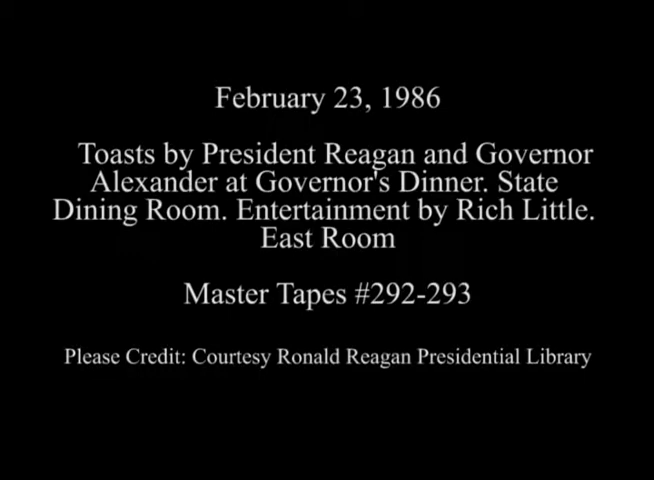 February 23, 1986
Toasts by President Reagan and Governor
Alexander at Governor's Dinner. State
Dining Room. Entertainment by Rich Little.
East Room
Master Tapes #292-293
Please Credit: Courtesy Ronald Reagan Presidential Library